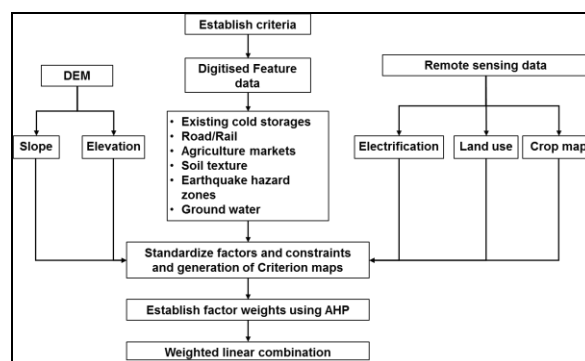 Establish criteria
DEM
Digitised Feature
data
Remote sensing data
• Existing cold storages
• Road/Rail
• Agriculture markets
• Soil texture
• Earthquake hazard
zones
• Ground water
Slope
Elevation
Electrification
Land use
Crop map
Standardize factors and constraints
and generation of Criterion maps
Establish factor weights using AHP
Weighted linear combination